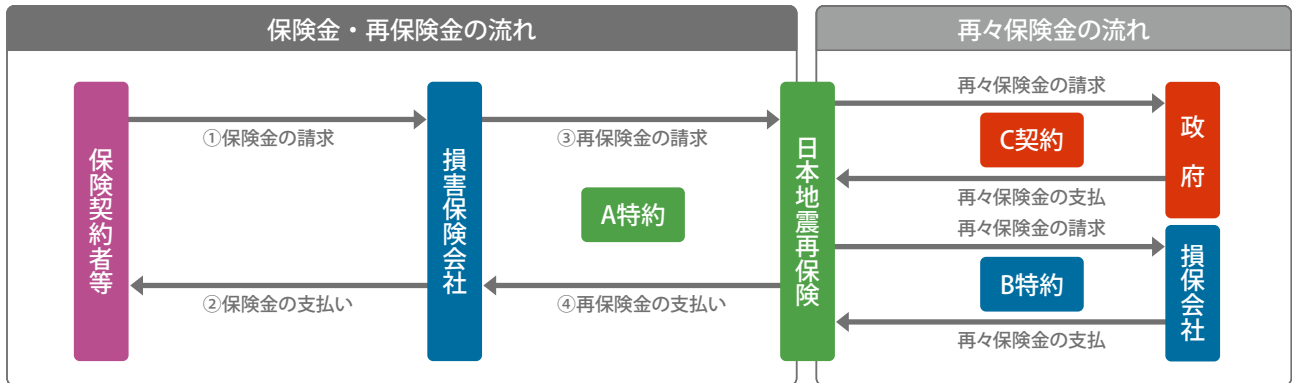 保険金・再保険金の流れ
再々保険金の流れ
保険契約者等
①保険金の請求
②保険金の支払い
損害保険会社
③再保険金の請求
A特約
④再保険金の支払い
日本地震再保険
再々保険金の請求
C契約
再々保険金の支払
政府
再々保険金の請求
B特約
再々保険金の支払
損保会社